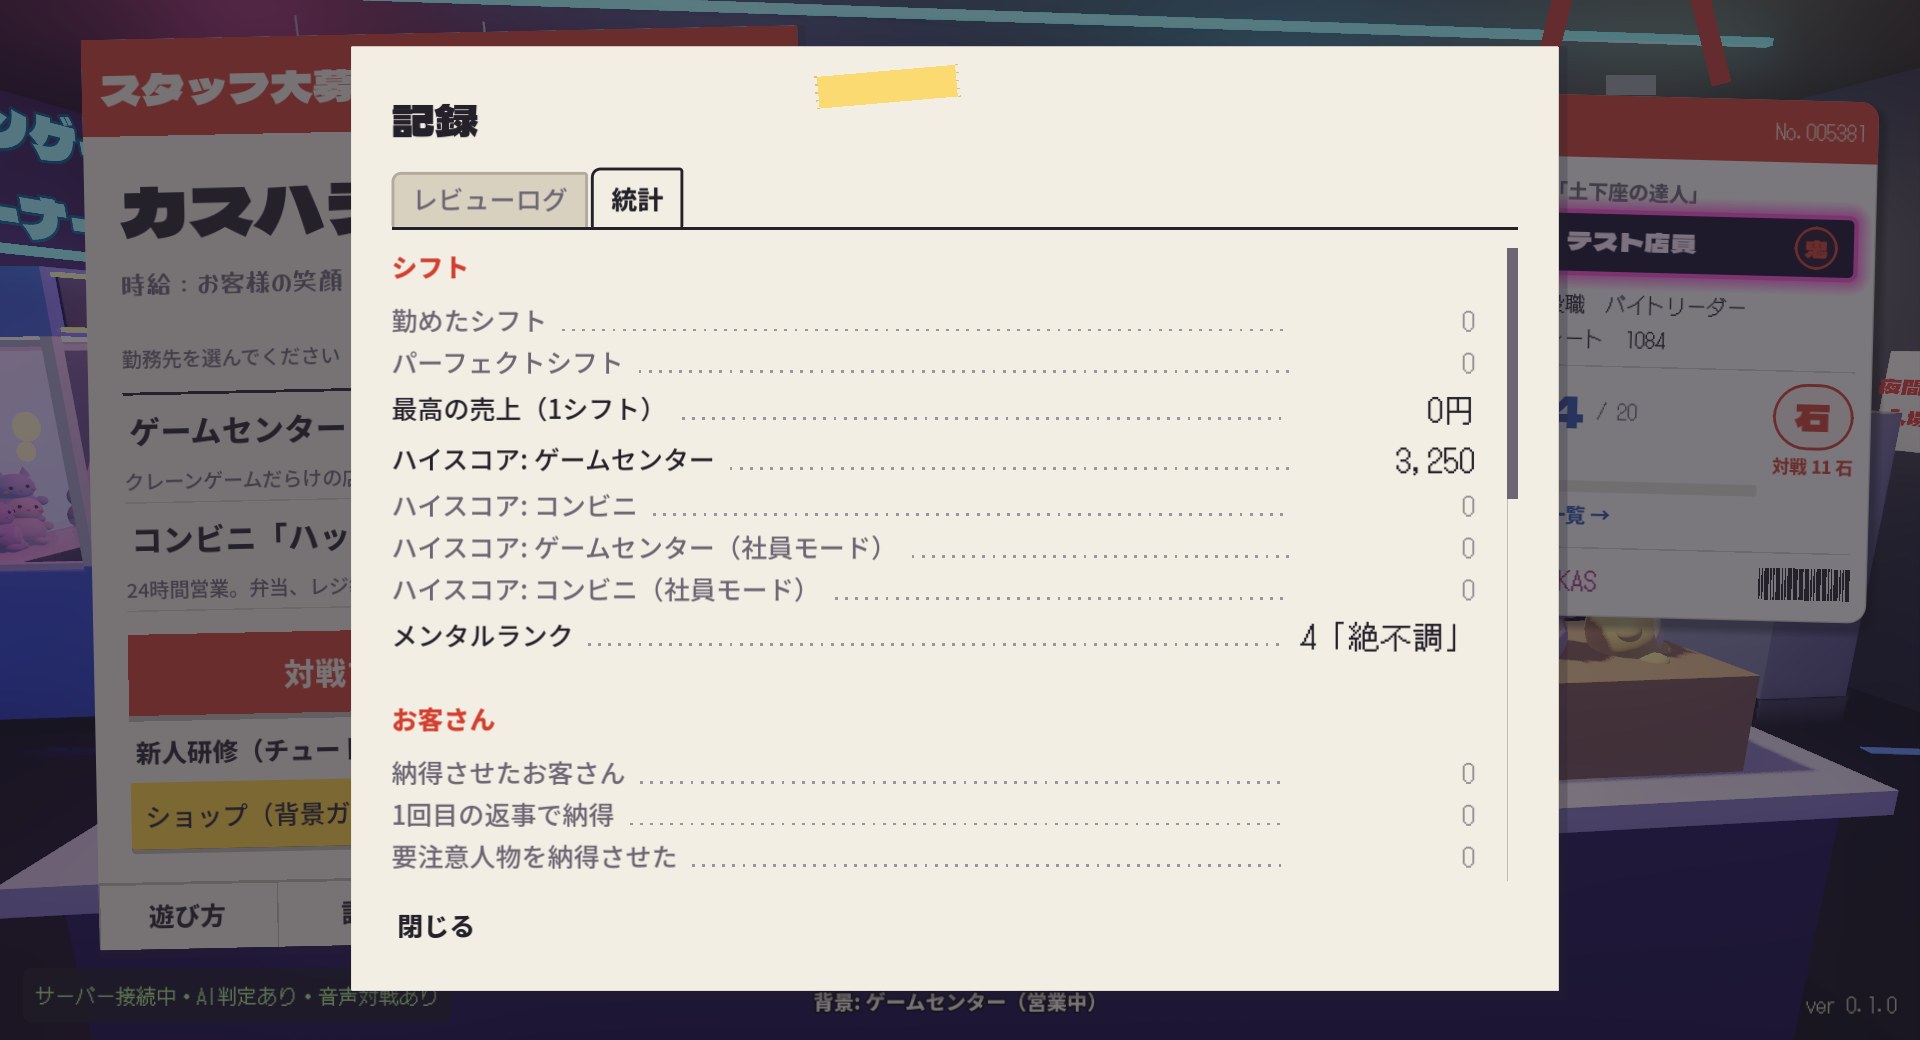 スタッフ大募
カスハラ
時給：お客様の笑顔
勤務先を選んでください
ゲームセンター
クレーンゲームだらけの店
コンビニ「ハッ
24時間営業。弁当、レジ
対戦
新人研修（チュート
ショップ（背景ガ
遊び方
記録
レビューログ
統計
シフト
勤めたシフト 0
パーフェクトシフト 0
最高の売上（1シフト） 0円
ハイスコア: ゲームセンター 3,250
ハイスコア: コンビニ 0
ハイスコア: ゲームセンター（社員モード） 0
ハイスコア: コンビニ（社員モード） 0
メンタルランク 4「絶不調」
お客さん
納得させたお客さん 0
1回目の返事で納得 0
要注意人物を納得させた 0
閉じる
No. 005381
「土下座の達人」
テスト店員
職 バイトリーダー
ート 1084
4 / 20
石
対戦 11 石
覧 →
KAS
夜間
サーバー接続中・AI判定あり・音声対戦あり
背景: ゲームセンター（営業中）
ver 0.1.0